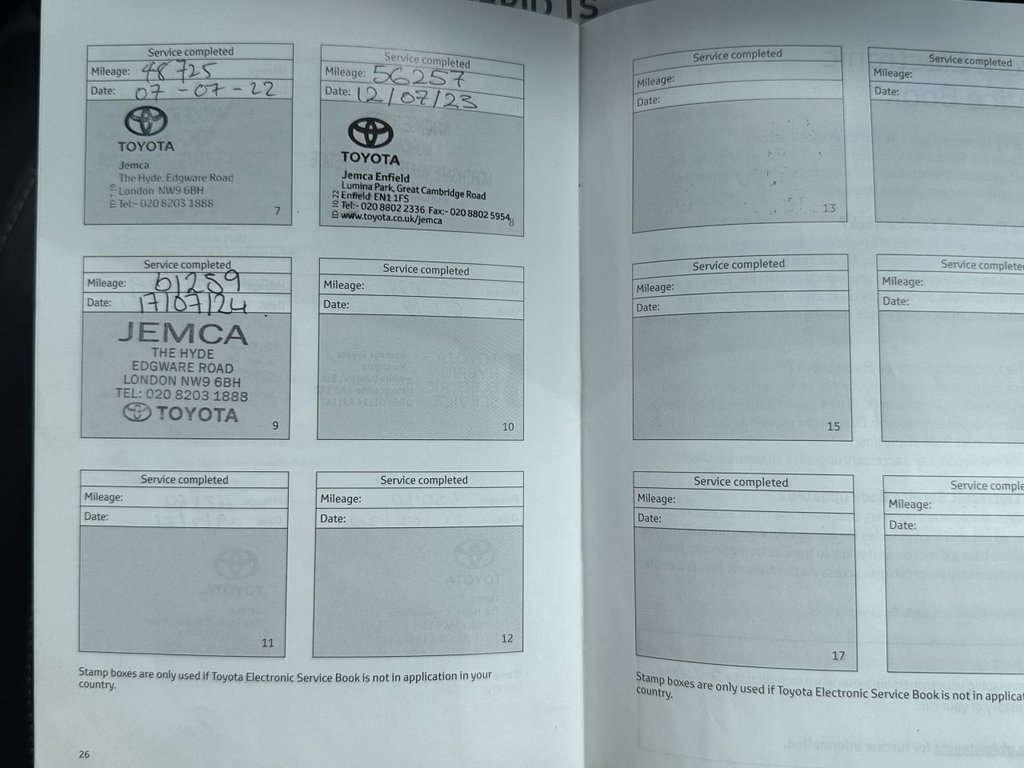 Service completed
Mileage: 48725
Date: 07-07-22
TOYOTA
Jemca
The Hyde, Edgware Road
London NW9 6BH
Tel:- 020 8203 1888
7
Service completed
Mileage: 56257
Date: 12/07/23
TOYOTA
Jemca Enfield
Lumina Park, Great Cambridge Road
Enfield EN1 1FS
Tel:- 020 8802 2336 Fax:- 020 8802 5954
www.toyota.co.uk/jemca
8
Service completed
Mileage: 61289
Date: 17/07/24
JEMCA
THE HYDE
EDGWARE ROAD
LONDON NW9 6BH
TEL: 020 8203 1888
TOYOTA
9
Service completed
Mileage:
Date:
10
Service completed
Mileage:
Date:
11
Service completed
Mileage:
Date:
12
Stamp boxes are only used if Toyota Electronic Service Book is not in application in your
country.
26
Service completed
Mileage:
Date:
13
Service completed
Mileage:
Date:
Service completed
Mileage:
Date:
15
Service complete
Mileage:
Date:
Service completed
Mileage:
Date:
17
Service comple
Mileage:
Date:
Stamp boxes are only used if Toyota Electronic Service Book is not in applicat
country.